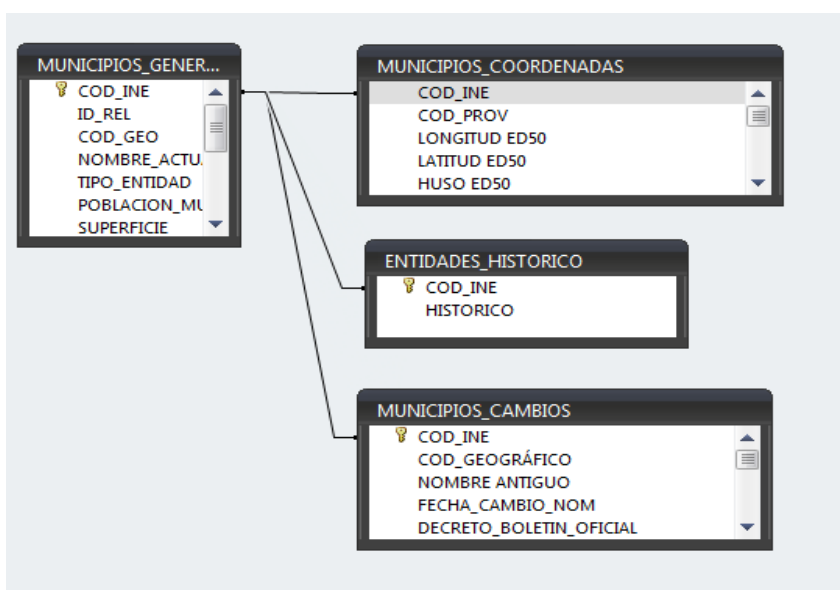 MUNICIPIOS_GENER...
COD_INE
ID_REL
COD_GEO
NOMBRE_ACTU
TIPO_ENTIDAD
POBLACION_MU
SUPERFICIE
MUNICIPIOS_COORDENADAS
COD_INE
COD_PROV
LONGITUD ED50
LATITUD ED50
HUSO ED50
ENTIDADES_HISTORICO
COD_INE
HISTORICO
MUNICIPIOS_CAMBIOS
COD_INE
COD_GEOGRÁFICO
NOMBRE ANTIGUO
FECHA_CAMBIO_NOM
DECRETO_BOLETIN_OFICIAL